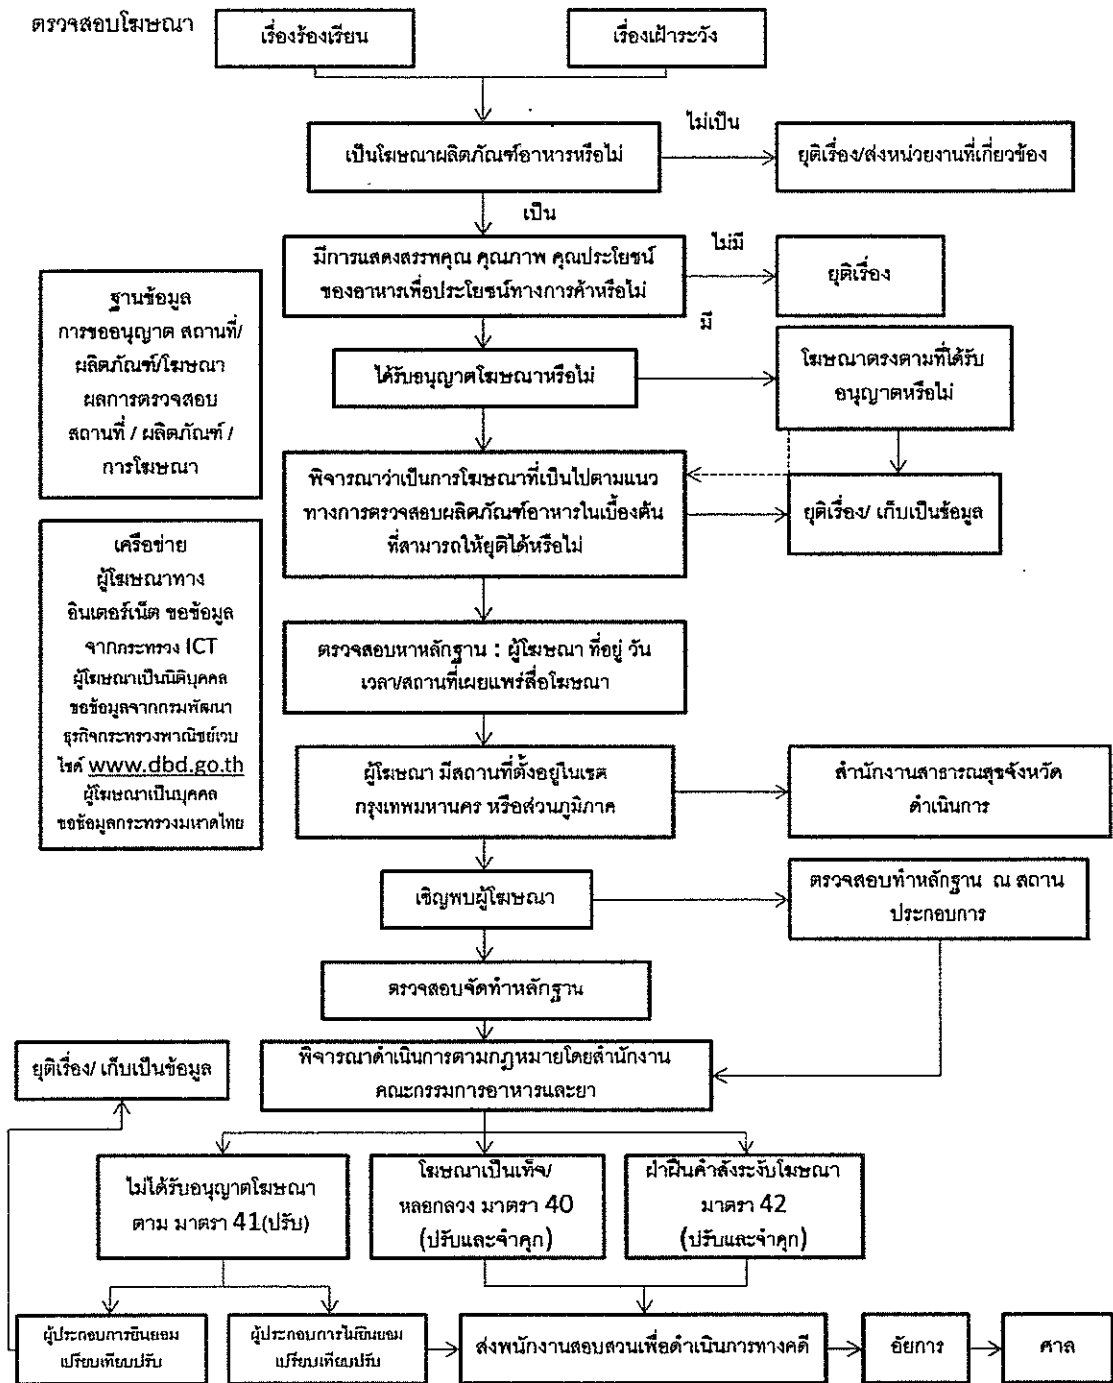 ตรวจสอบโฆษณา
เรื่องร้องเรียน
เรื่องเฝ้าระวัง
เป็นโฆษณาผลิตภัณฑ์อาหารหรือไม่
ไม่เป็น
ยุติเรื่อง/ส่งหน่วยงานที่เกี่ยวข้อง
เป็น
มีการแสดงสรรพคุณ คุณภาพ คุณประโยชน์
ของอาหารเพื่อประโยชน์ทางการค้าหรือไม่
ไม่มี
ยุติเรื่อง
มี
ฐานข้อมูล
การขออนุญาต สถานที่/
ผลิตภัณฑ์/โฆษณา
ผลการตรวจสอบ
สถานที่ / ผลิตภัณฑ์ /
การโฆษณา
ได้รับอนุญาตโฆษณาหรือไม่
โฆษณาตรงตามที่ได้รับ
อนุญาตหรือไม่
พิจารณาว่าเป็นการโฆษณาที่เป็นไปตามแนว
ทางการตรวจสอบผลิตภัณฑ์อาหารในเบื้องต้น
ที่สามารถให้ยุติได้หรือไม่
ยุติเรื่อง/ เก็บเป็นข้อมูล
เครือข่าย
ผู้โฆษณาทาง
อินเตอร์เน็ต ขอข้อมูล
จากกระทรวง ICT
ผู้โฆษณาเป็นนิติบุคคล
ขอข้อมูลจากกรมพัฒนา
ธุรกิจกระทรวงพาณิชย์เวบ
ไซต์ www.dbd.go.th
ผู้โฆษณาเป็นบุคคล
ขอข้อมูลกระทรวงมหาดไทย
ตรวจสอบหาหลักฐาน : ผู้โฆษณา ที่อยู่ วัน
เวลา/สถานที่เผยแพร่สื่อโฆษณา
ผู้โฆษณา มีสถานที่ตั้งอยู่ในเขต
กรุงเทพมหานคร หรือส่วนภูมิภาค
สำนักงานสาธารณสุขจังหวัด
ดำเนินการ
เชิญพบผู้โฆษณา
ตรวจสอบทำหลักฐาน ณ สถาน
ประกอบการ
ตรวจสอบจัดทำหลักฐาน
พิจารณาดำเนินการตามกฎหมายโดยสำนักงาน
คณะกรรมการอาหารและยา
ยุติเรื่อง/ เก็บเป็นข้อมูล
ไม่ได้รับอนุญาตโฆษณา
ตาม มาตรา 41(ปรับ)
โฆษณาเป็นเท็จ/
หลอกลวง มาตรา 40
(ปรับและจำคุก)
ฝ่าฝืนคำสั่งระงับโฆษณา
มาตรา 42
(ปรับและจำคุก)
ผู้ประกอบการยินยอม
เปรียบเทียบปรับ
ผู้ประกอบการไม่ยินยอม
เปรียบเทียบปรับ
ส่งพนักงานสอบสวนเพื่อดำเนินการทางคดี
อัยการ
ศาล